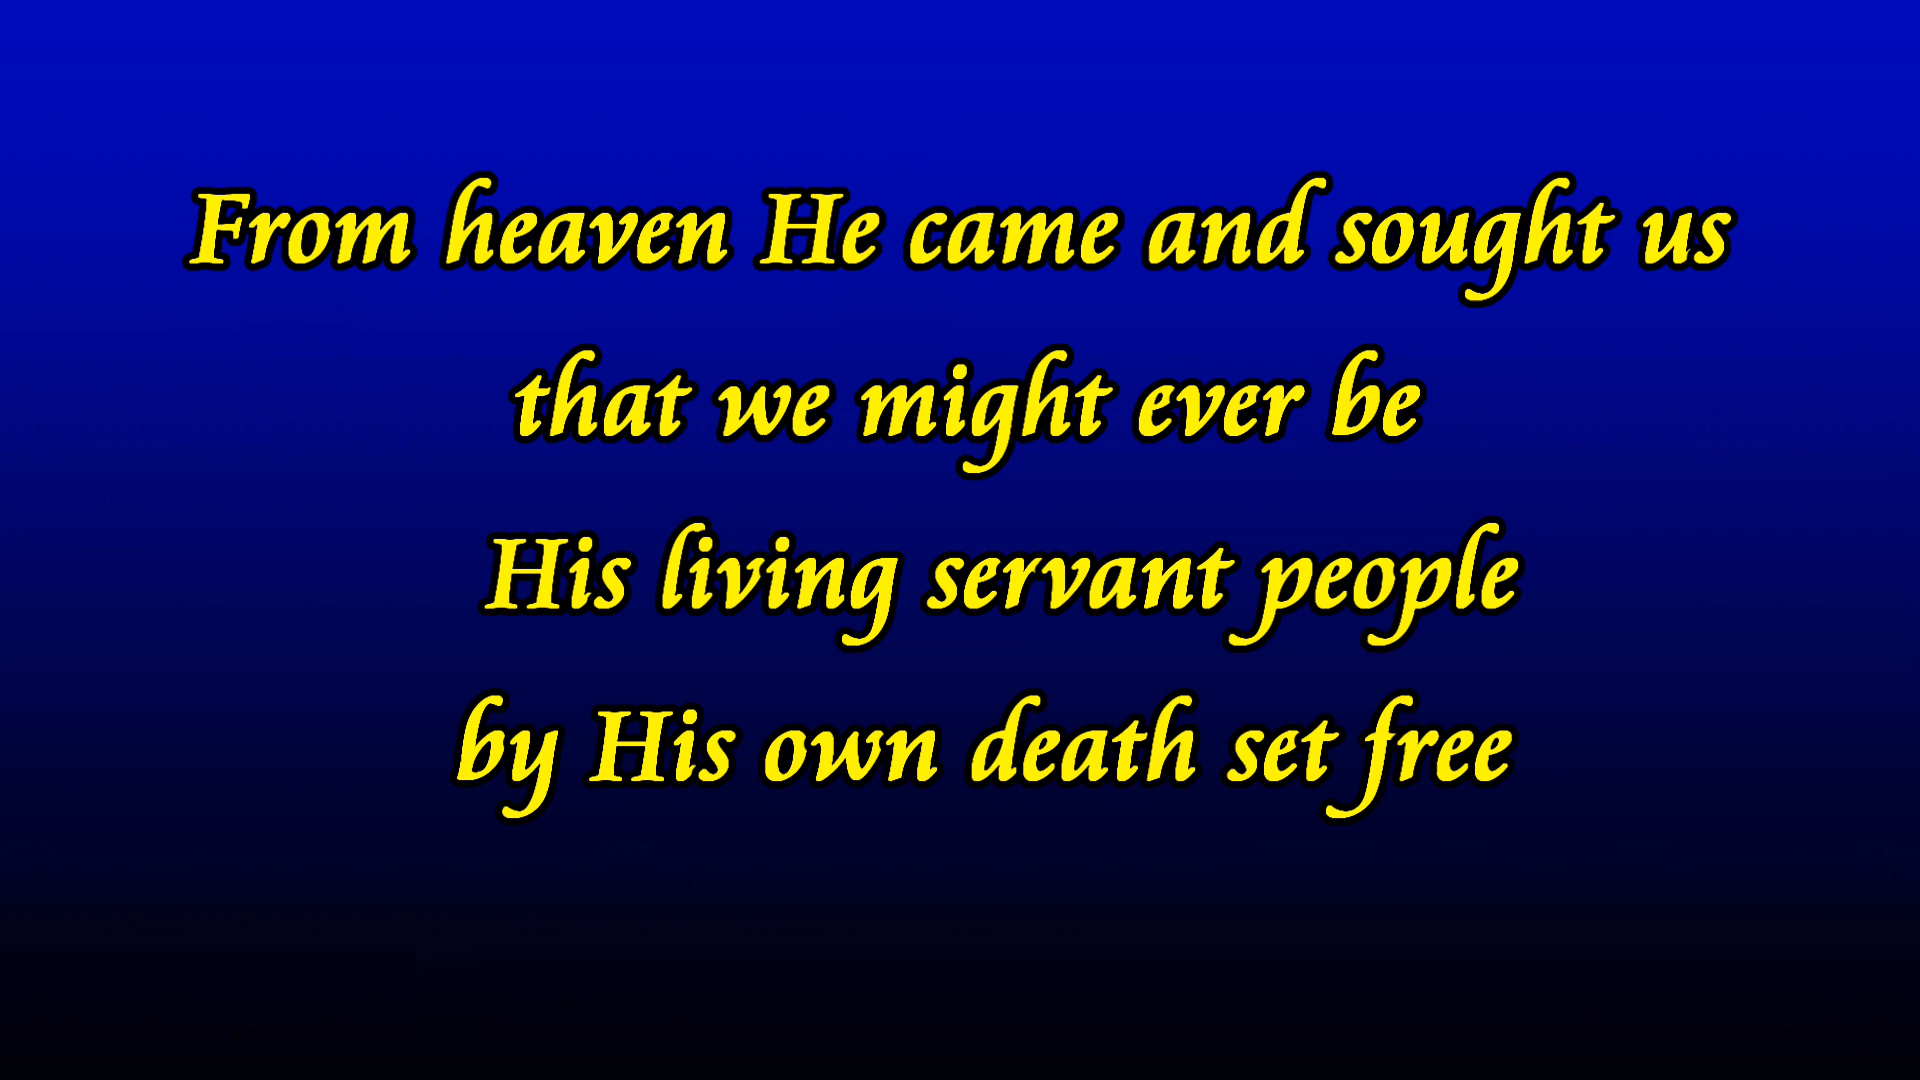 From heaven He came and sought us
that we might ever be
His living servant people
by His own death set free